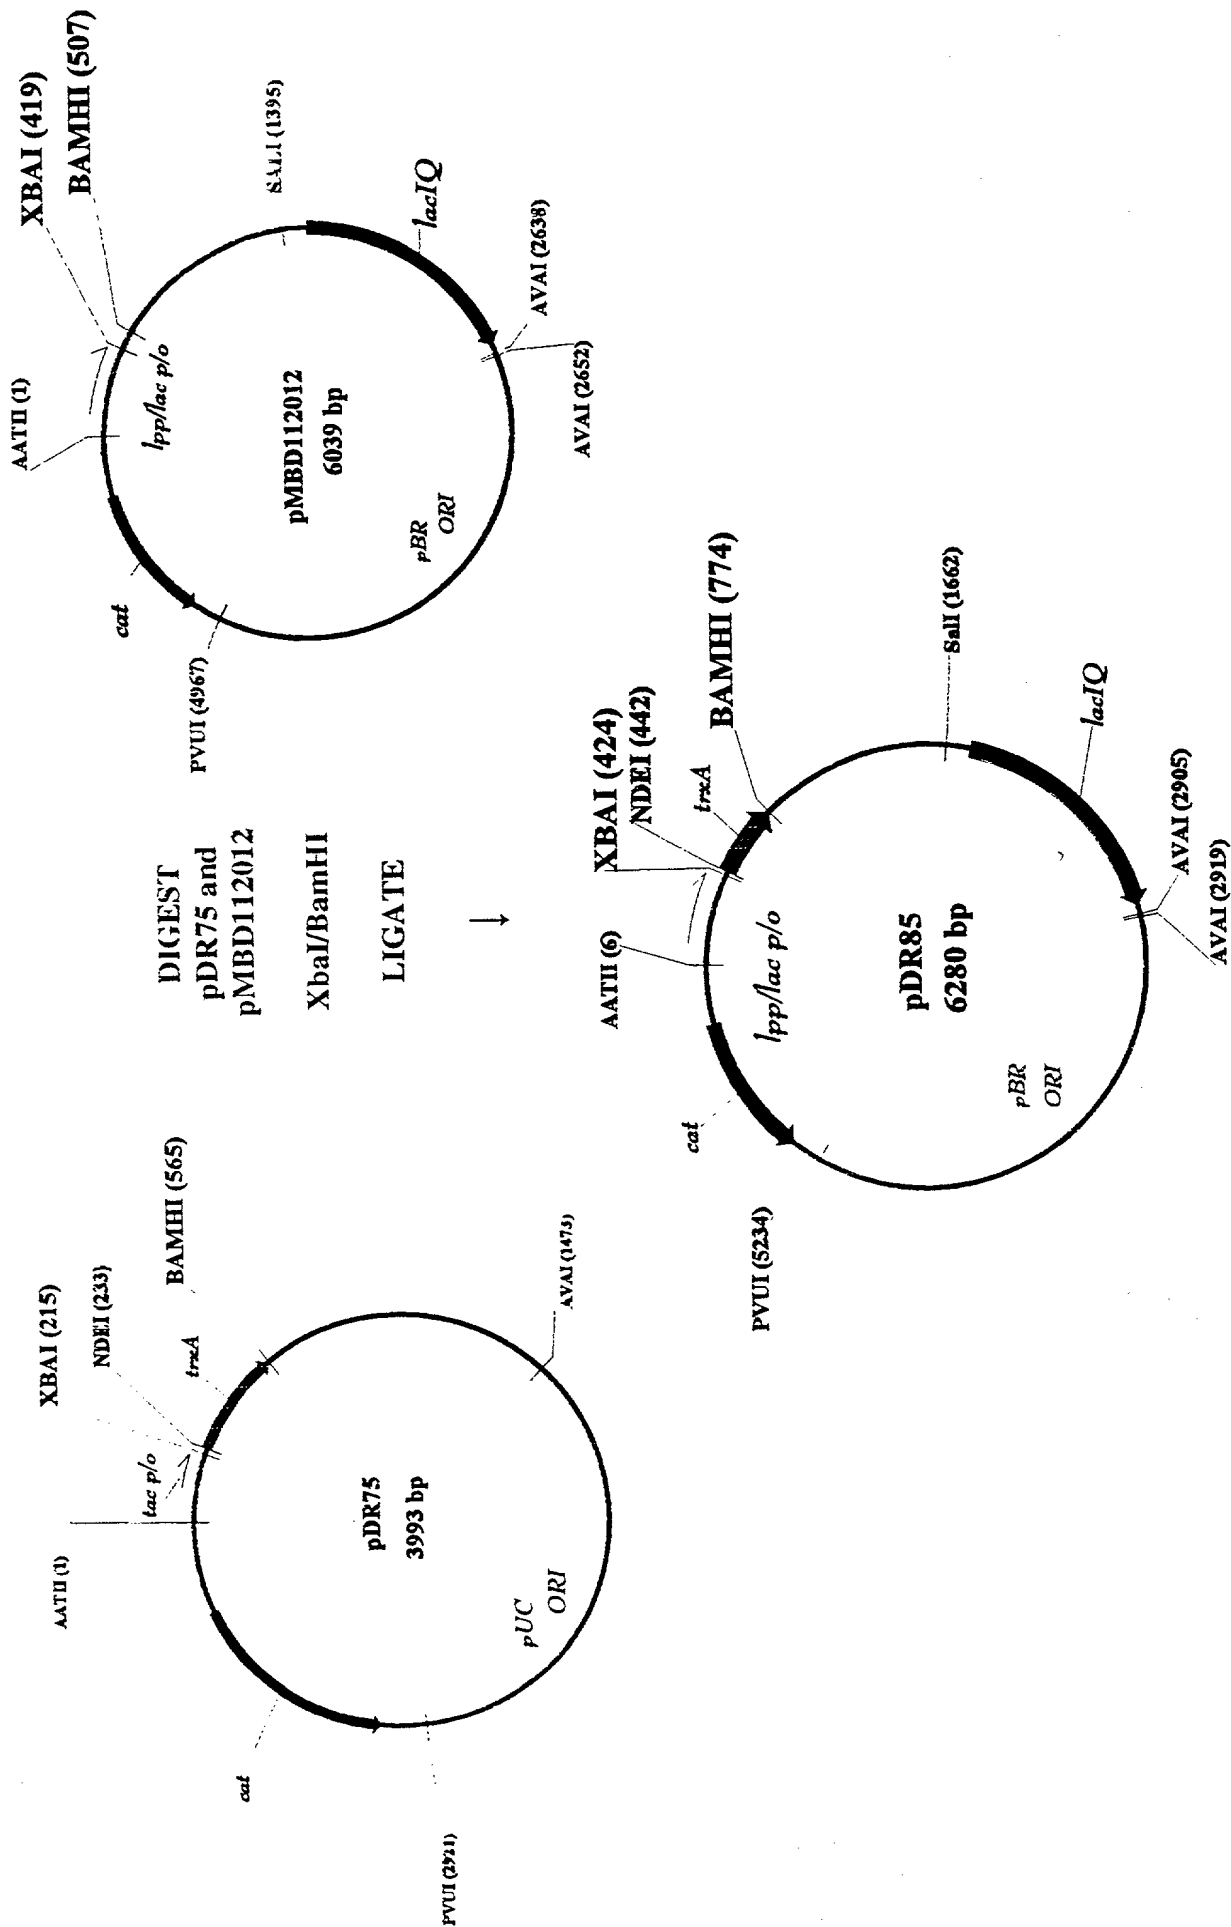 AATII (1)
XBAI (215)
NDEI (233)
BAMHI (565)
tac p/o
trxA
pDR75
3993 bp
cat
pUC
ORI
AVAI (1473)
PVUI (2921)
DIGEST
pDR75 and
pMBD112012
XbaI/BamHI
LIGATE
→
AATII (1)
XBAI (419)
BAMHI (507)
lpp/lac p/o
SALI (1395)
lacIQ
pMBD112012
6039 bp
cat
pBR
ORI
PVUI (4967)
AVAI (2638)
AVAI (2652)
AATII (6)
XBAI (424)
NDEI (442)
trxA
BAMHI (774)
lpp/lac p/o
SalI (1662)
cat
pDR85
6280 bp
lacIQ
pBR
ORI
PVUI (5234)
AVAI (2905)
AVAI (2919)